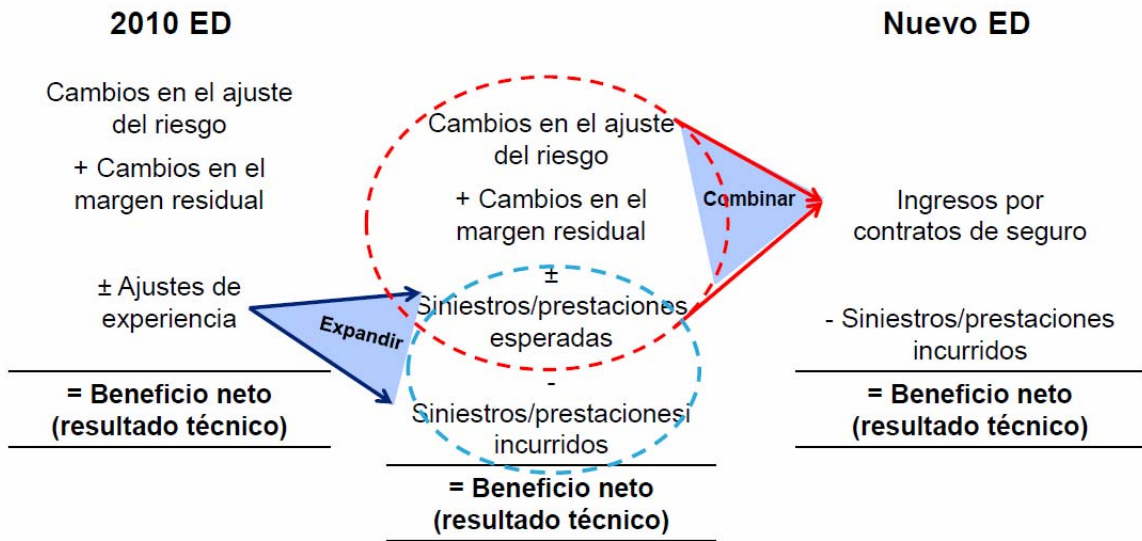 2010 ED
Cambios en el ajuste
del riesgo
+ Cambios en el
margen residual
± Ajustes de
experiencia
= Beneficio neto
(resultado técnico)
Expandir
Cambios en el ajuste
del riesgo
+ Cambios en el
margen residual
±
Siniestros/prestaciones
esperadas
-
Siniestros/prestacionesi
incurridos
= Beneficio neto
(resultado técnico)
Combinar
Nuevo ED
Ingresos por
contratos de seguro
- Siniestros/prestaciones
incurridos
= Beneficio neto
(resultado técnico)